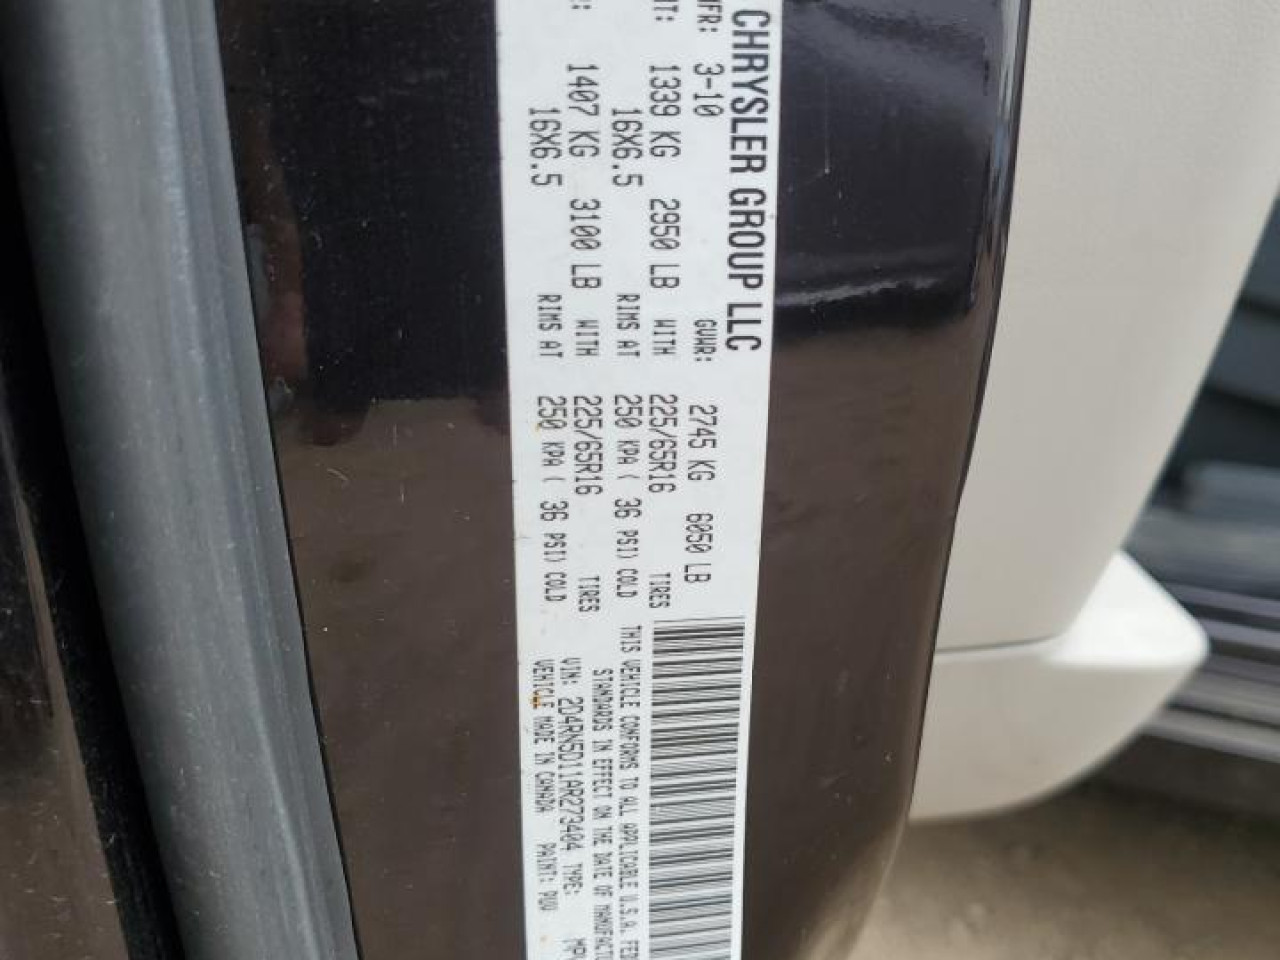 CHRYSLER GROUP LLC
MFR: 3-10 GVWR: 2745 KG 6050 LB
1339 KG 2950 LB WITH 225/65R16 TIRES
16X6.5 RIMS AT 250 KPA ( 36 PSI) COLD
1407 KG 3100 LB WITH 225/65R16 TIRES
16X6.5 RIMS AT 250 KPA ( 36 PSI) COLD
THIS VEHICLE CONFORMS TO ALL APPLICABLE U.S.A.
STANDARDS IN EFFECT ON THE DATE OF
VIN: 2D4RN5D11AR273404 TYPE:
VEHICLE MADE IN CANADA PAINT: